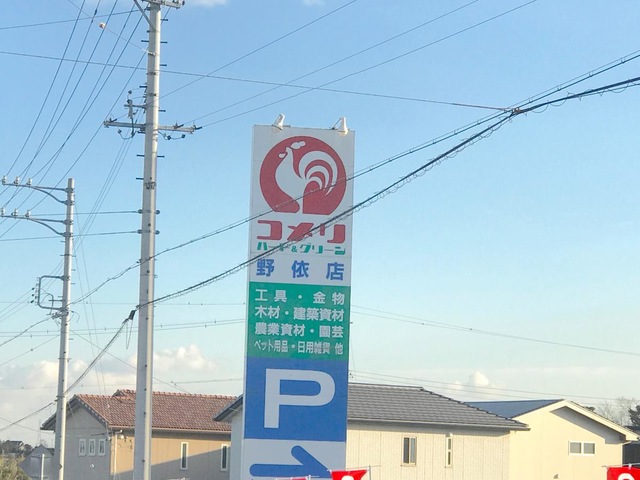 コメリ
ハード&グリーン
野依店
工具・金物
木材・建築資材
農業資材・園芸
ペット用品・日用雑貨 他
P